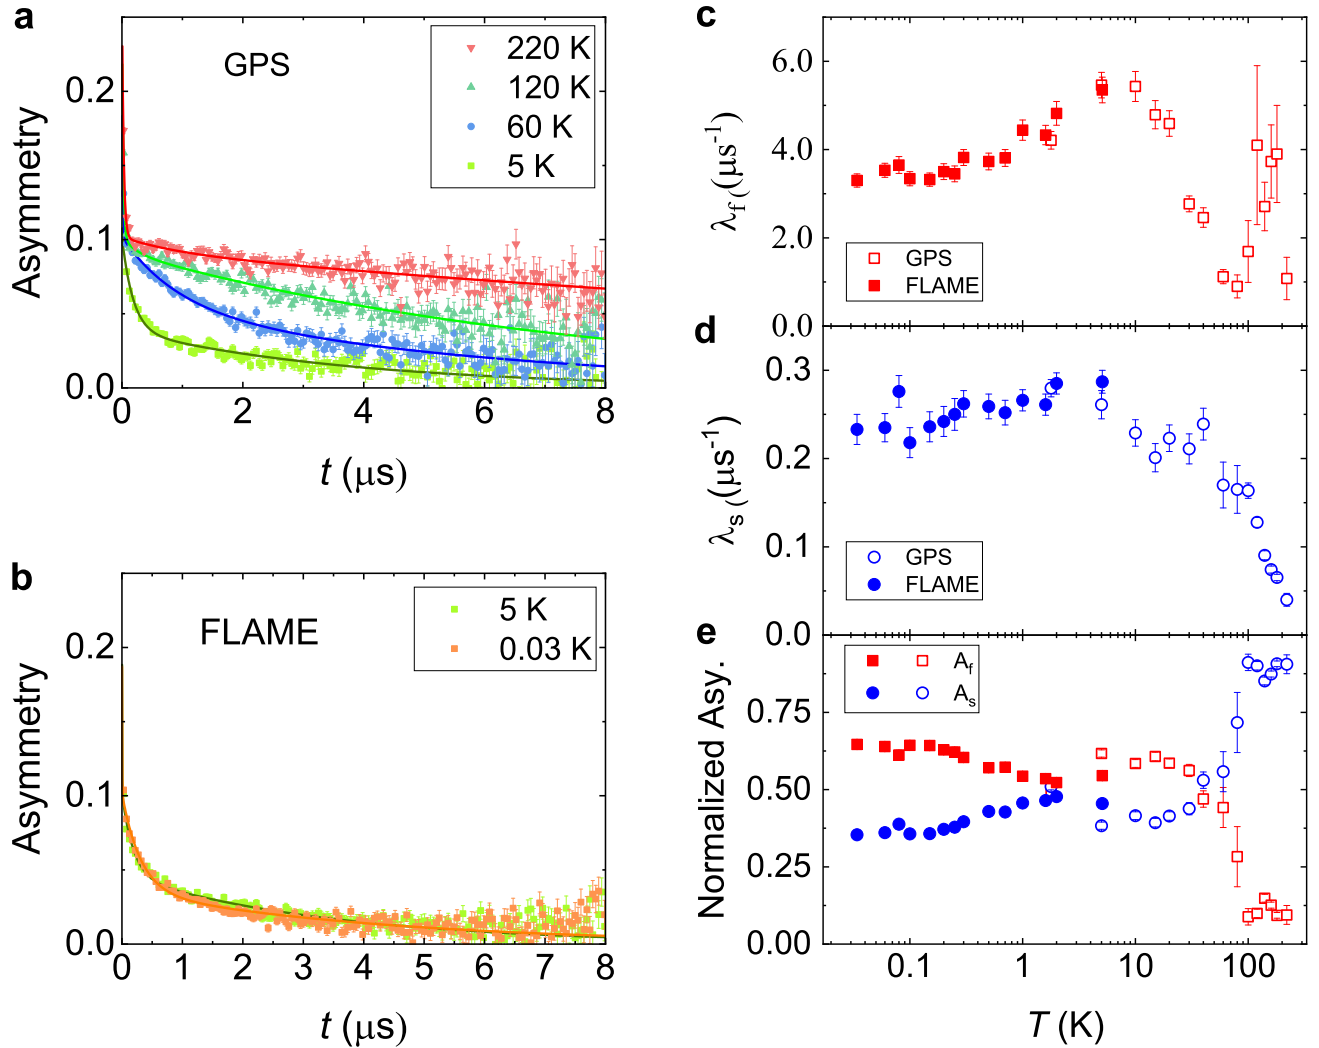 a
GPS
220 K
120 K
60 K
5 K
Asymmetry
0.2
0.1
0.0
0 2 4 6 8
t (μs)
b
FLAME
5 K
0.03 K
Asymmetry
0.2
0.1
0.0
0 1 2 3 4 5 6 7 8
t (μs)
c
λf (μs-1)
6.0
4.0
2.0
0.0
GPS
FLAME
d
λs (μs-1)
0.3
0.2
0.1
0.0
GPS
FLAME
e
Af
As
Normalized Asy.
0.75
0.50
0.25
0.00
0.1 1 10 100
T (K)